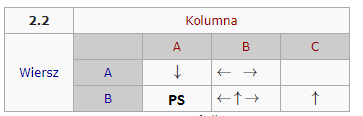 2.2 Kolumna
Wiersz A B C
A ↓ ← →
B PS ←↑→ ↑